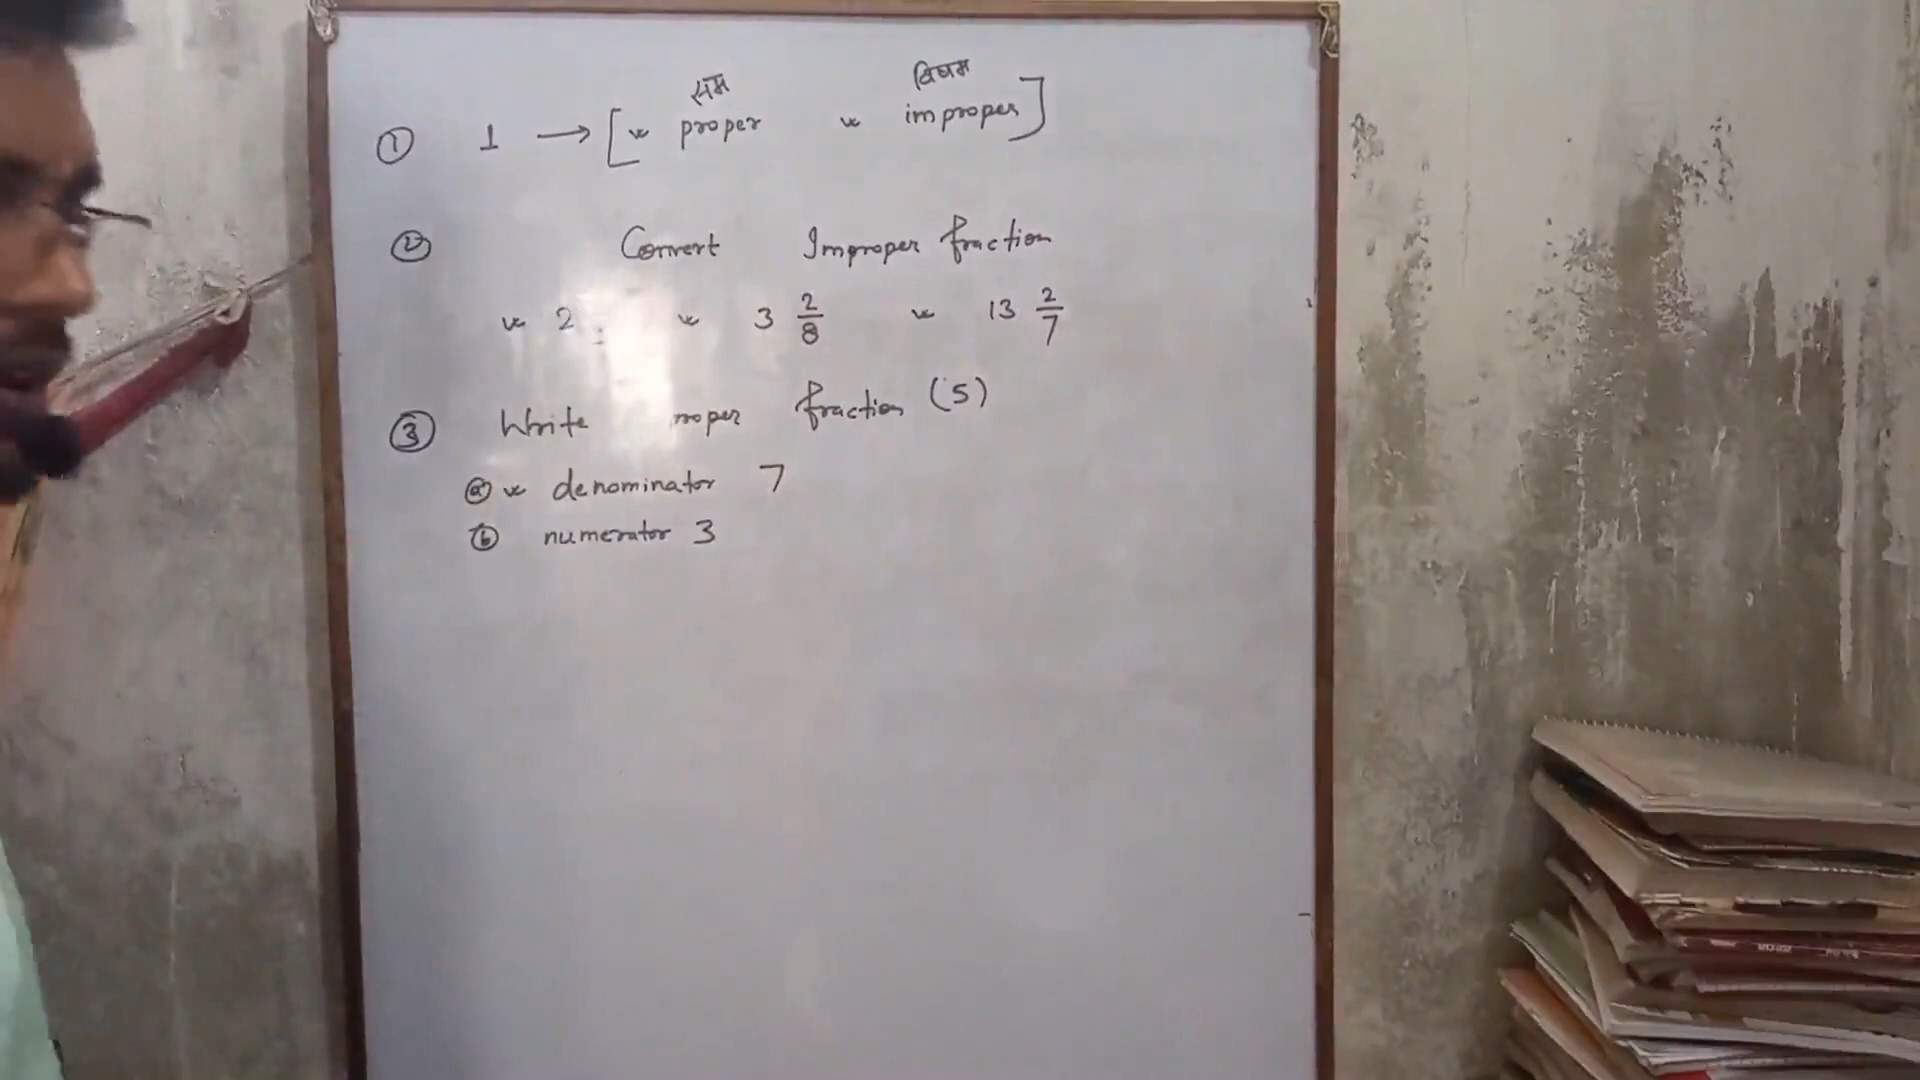 सम विषम
① 1 → [ proper improper ]
② Convert Improper fraction
2 3 2/8 13 2/7
③ Write roper fraction (5)
ⓐ denominator 7
ⓑ numerator 3